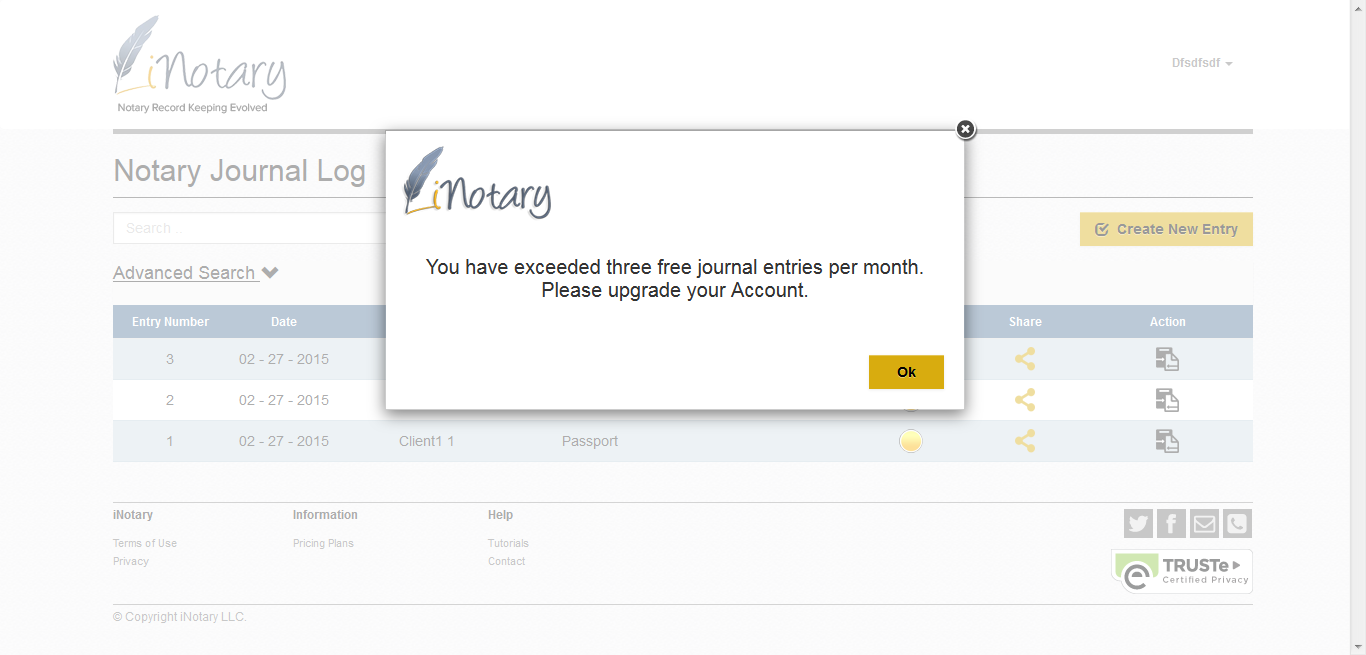 iNotary
Notary Record Keeping Evolved
Dfsdfsdf
Notary Journal Log
Search ..
Create New Entry
Advanced Search
iNotary
You have exceeded three free journal entries per month.
Please upgrade your Account.
Ok
Entry Number Date Share Action
3 02 - 27 - 2015
2 02 - 27 - 2015
1 02 - 27 - 2015 Client1 1 Passport
iNotary Information Help
Terms of Use Pricing Plans Tutorials
Privacy Contact
TRUSTe
Certified Privacy
© Copyright iNotary LLC.